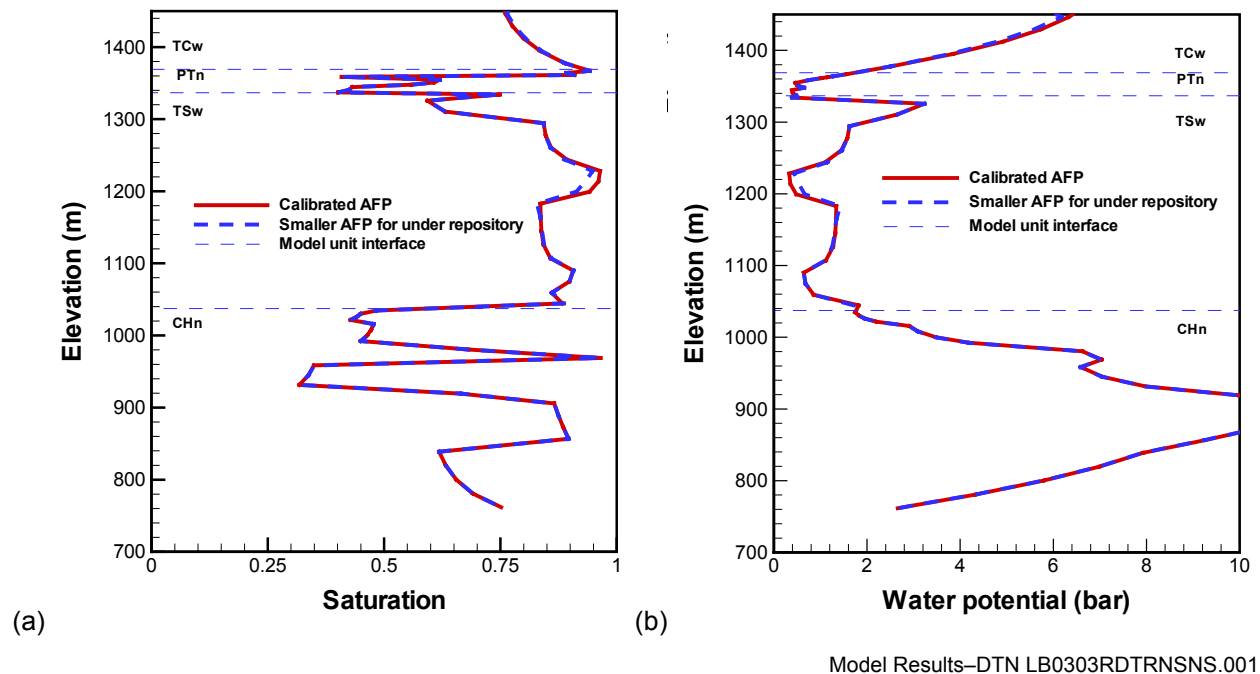 1400
1300
1200
1100
1000
900
800
700
Elevation (m)
TCw
PTn
TSw
CHn
Calibrated AFP
Smaller AFP for under repository
Model unit interface
0
0.25
0.5
0.75
1
Saturation
(a)
1400
1300
1200
1100
1000
900
800
700
Elevation (m)
TCw
PTn
TSw
CHn
Calibrated AFP
Smaller AFP for under repository
Model unit interface
0
2
4
6
8
10
Water potential (bar)
(b)
Model Results–DTN LB0303RDTRNSNS.001